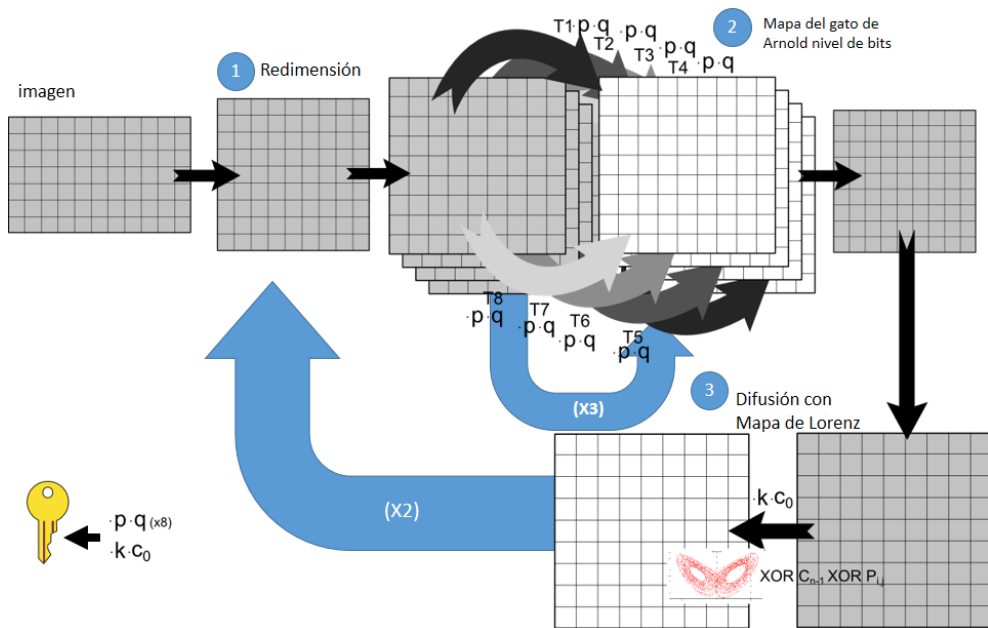 imagen
1 Redimensión
T1·p·q
T2 ·p·q
T3 ·p·q
T4 ·p·q
2 Mapa del gato de
Arnold nivel de bits
T8
·p·q
T7
·p·q
T6
·p·q
T5
·p·q
(X3)
3 Difusión con
Mapa de Lorenz
(X2)
·k·c₀
XOR Cₙ₋₁ XOR Pᵢ,ⱼ
·p·q (x8)
·k·c₀